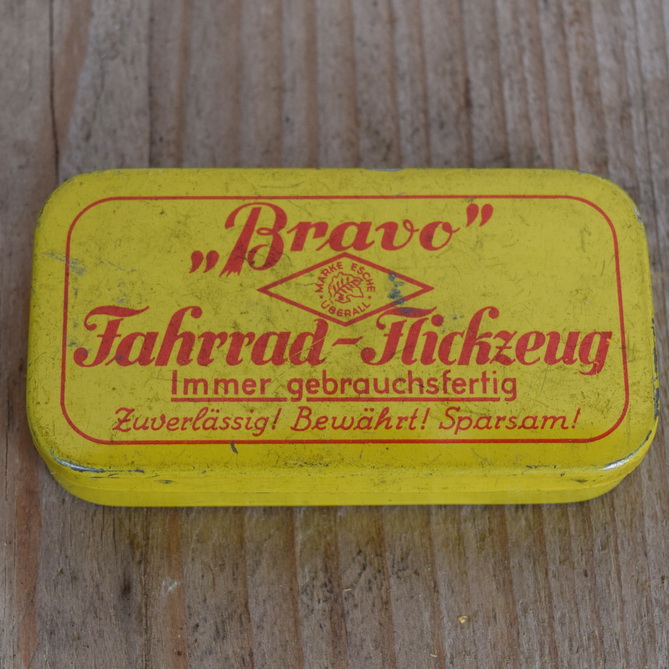 „Bravo”
MARKE ESCHE
ÜBERALL
Fahrrad-Flickzeug
Immer gebrauchsfertig
Zuverlässig! Bewährt! Sparsam!